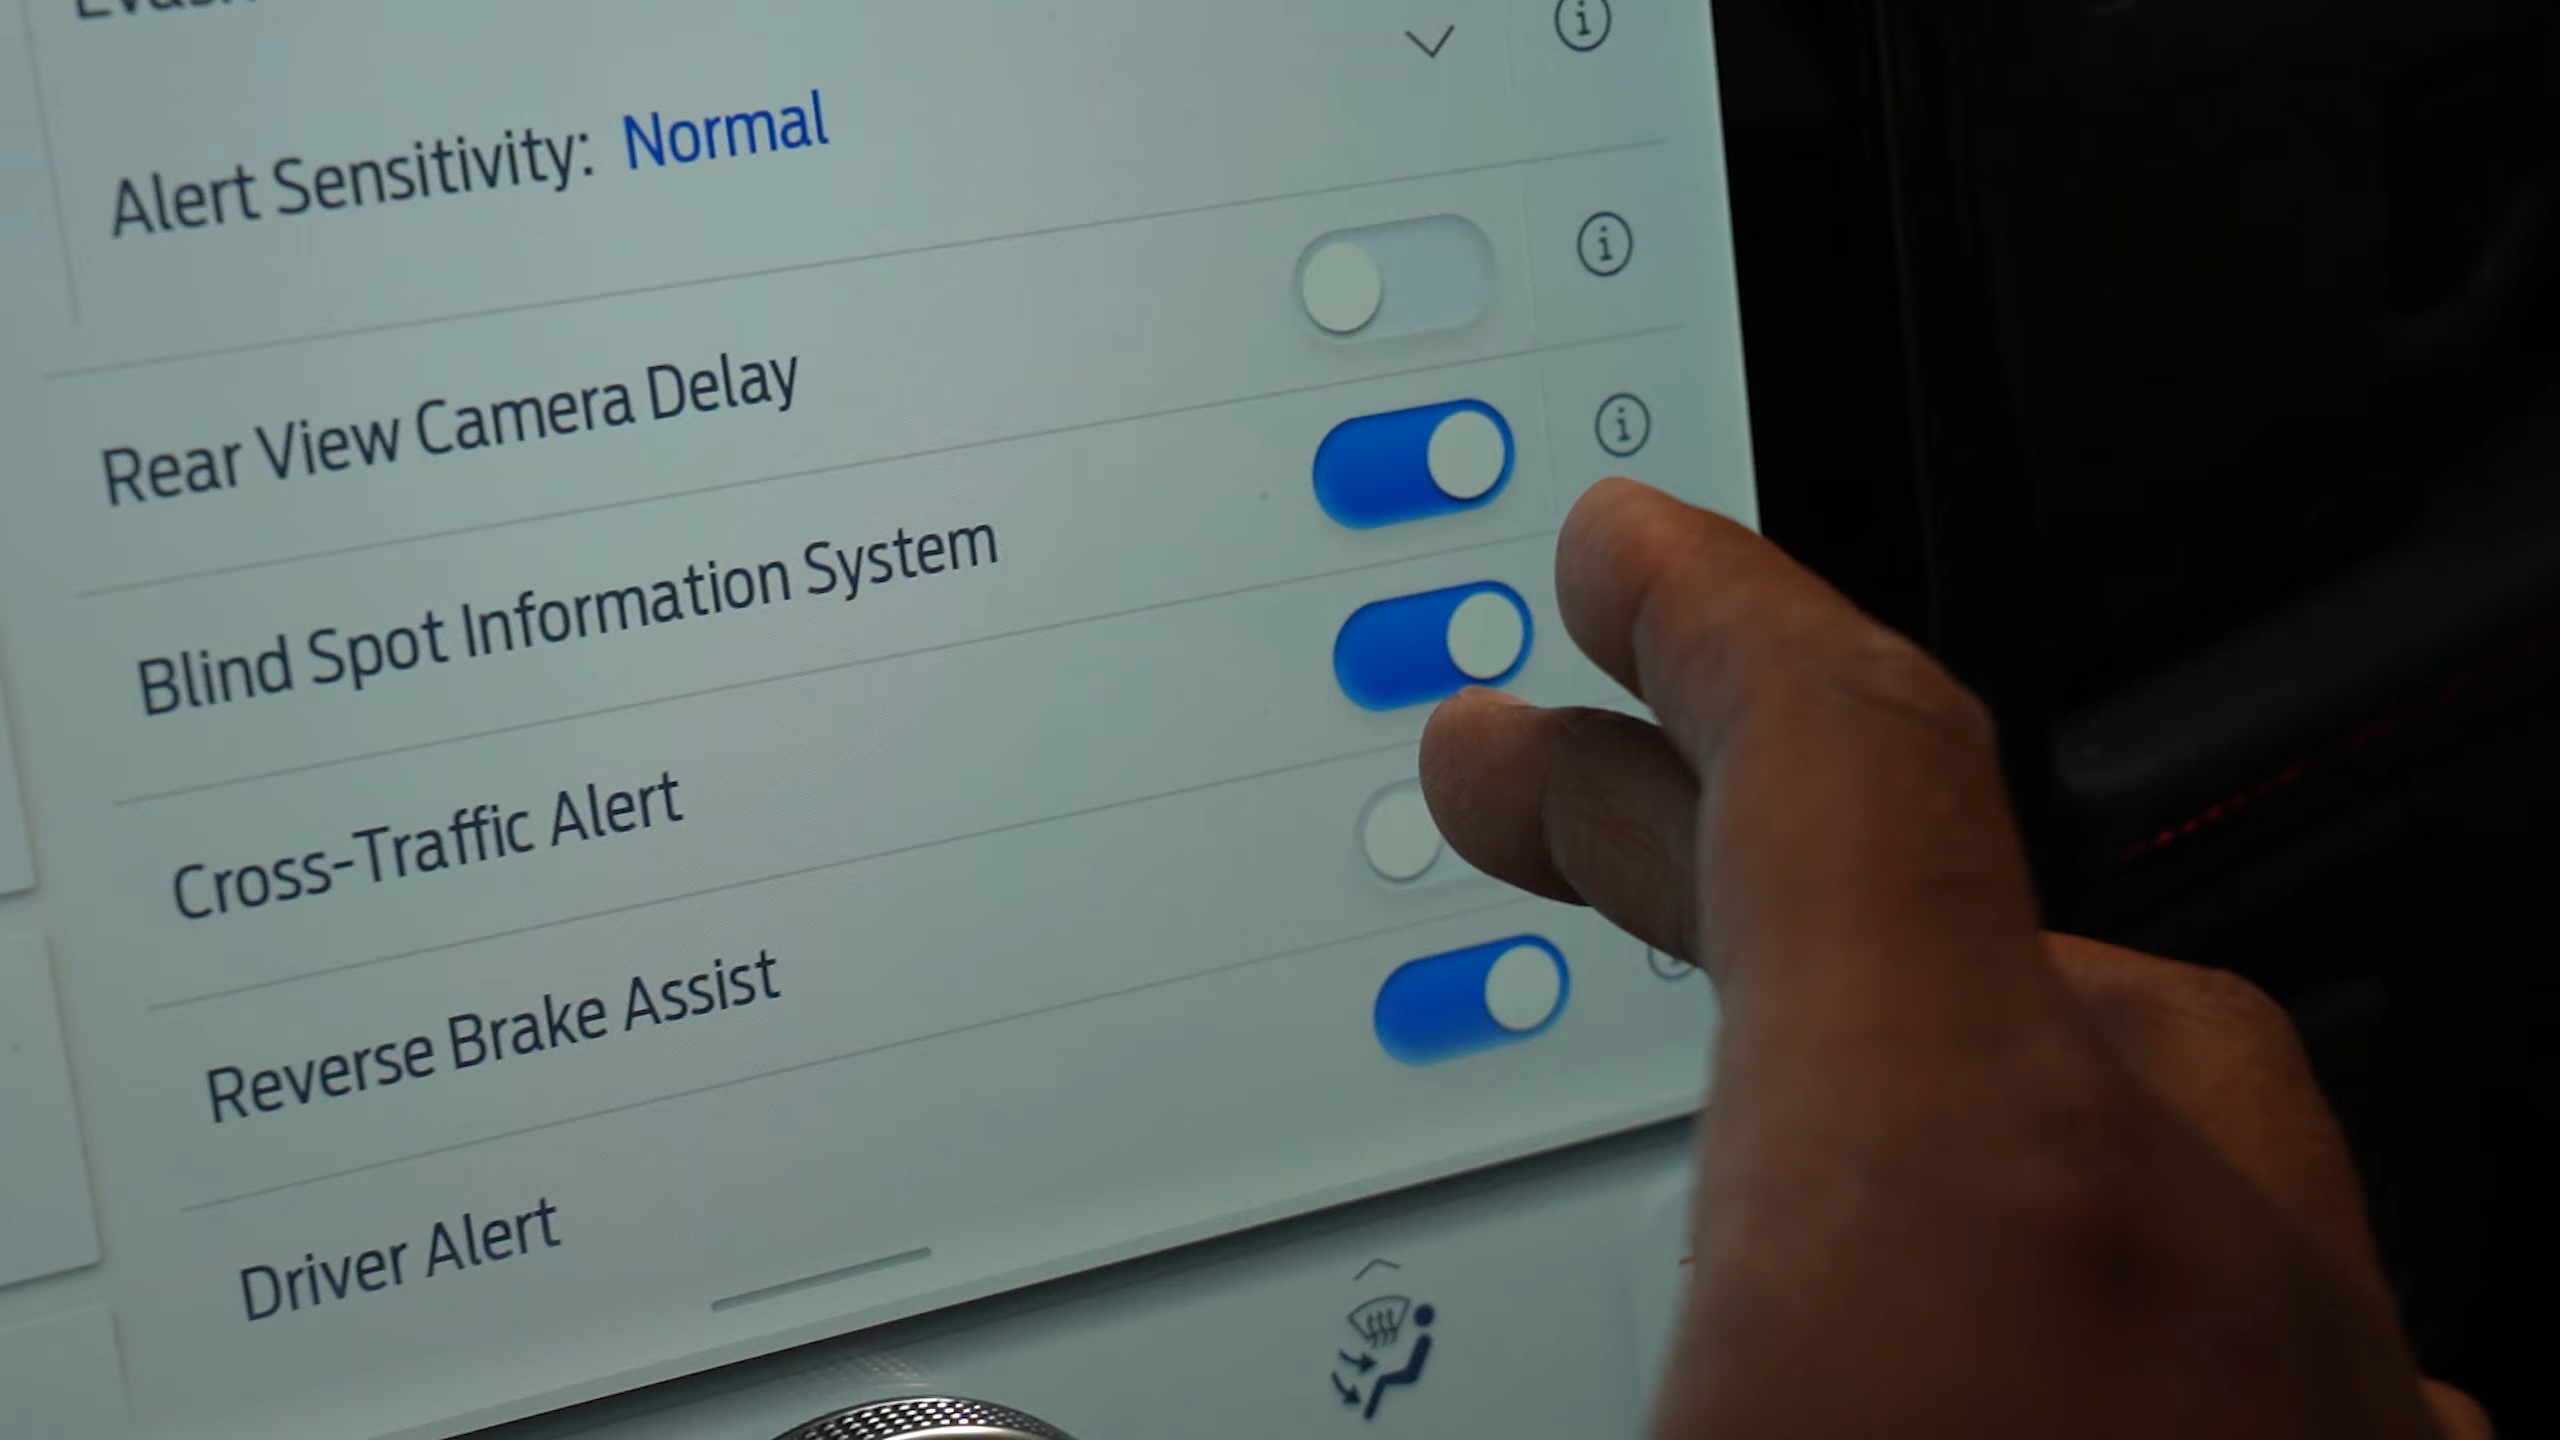 Alert Sensitivity: Normal
Rear View Camera Delay
Blind Spot Information System
Cross-Traffic Alert
Reverse Brake Assist
Driver Alert